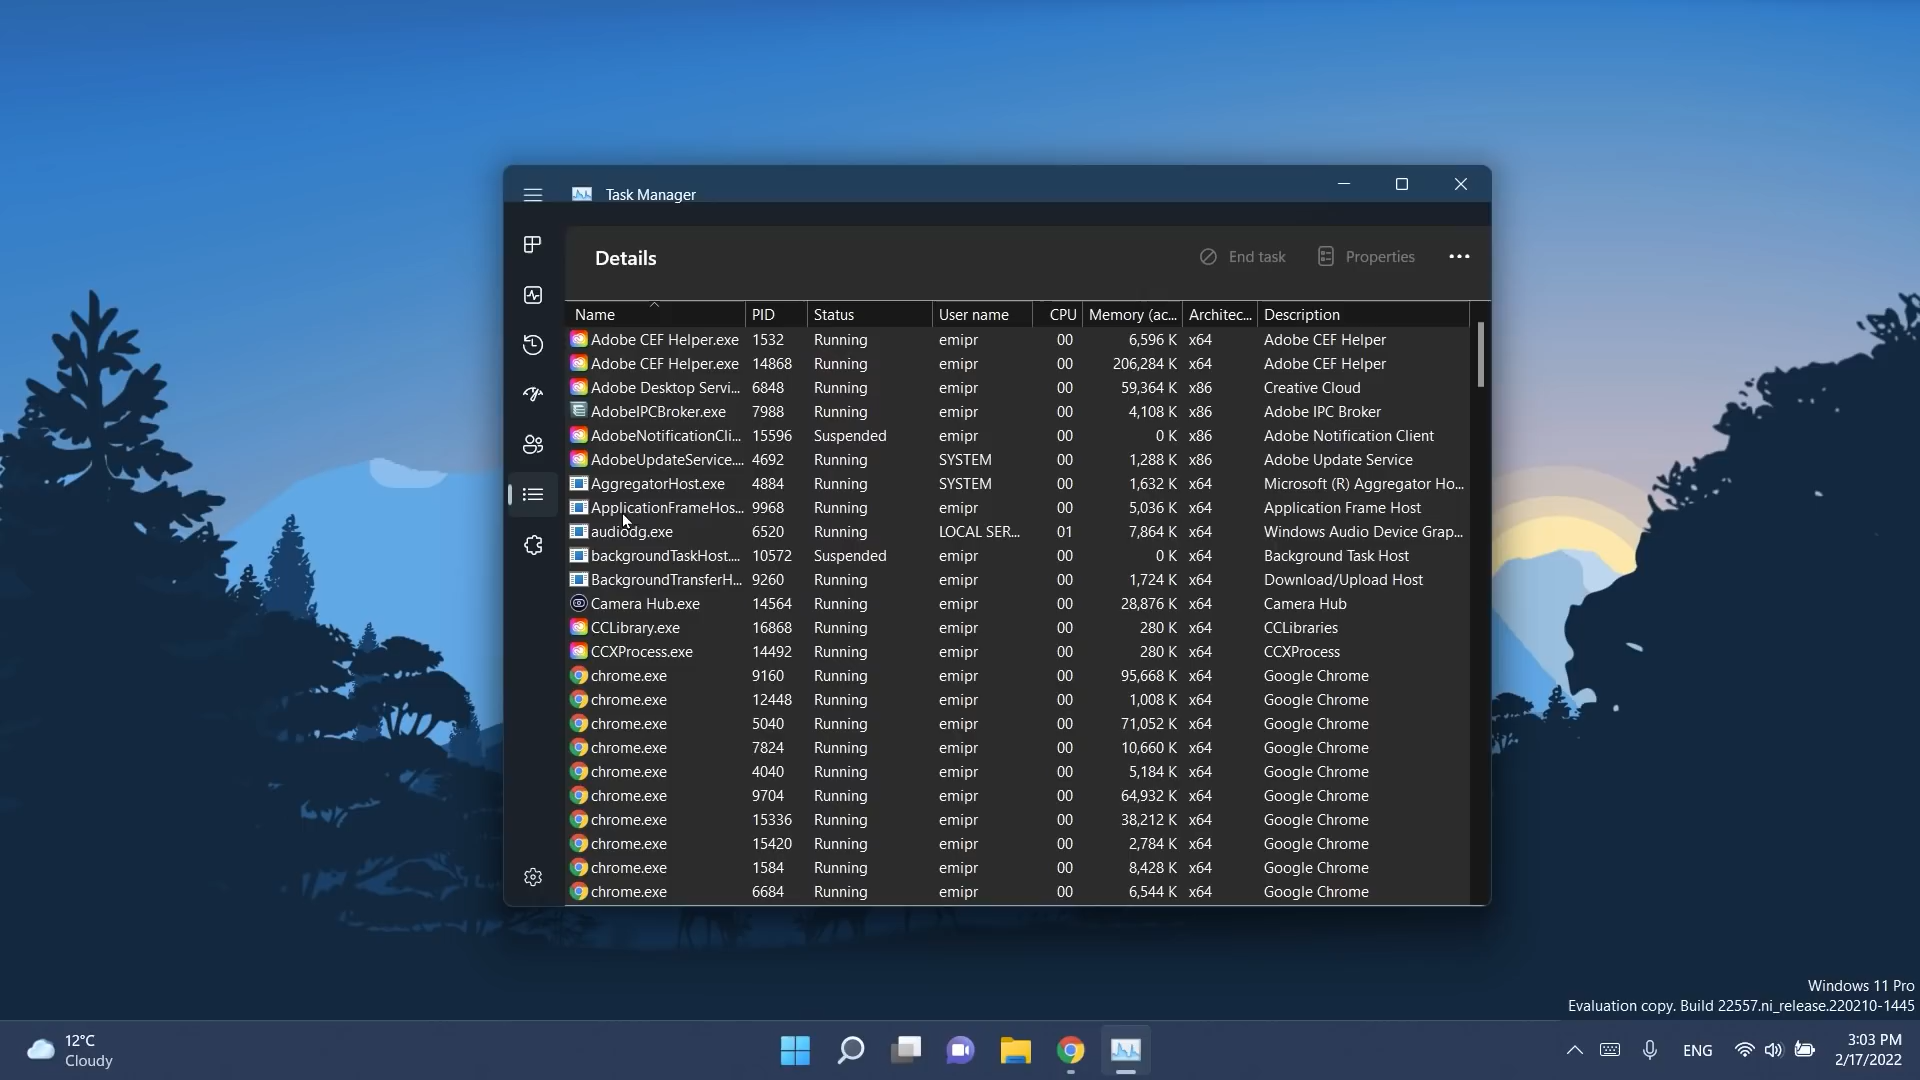 Task Manager
Details
End task Properties
Name PID Status User name CPU Memory (ac... Architec... Description
Adobe CEF Helper.exe 1532 Running emipr 00 6,596 K x64 Adobe CEF Helper
Adobe CEF Helper.exe 14868 Running emipr 00 206,284 K x64 Adobe CEF Helper
Adobe Desktop Servi... 6848 Running emipr 00 59,364 K x86 Creative Cloud
AdobeIPCBroker.exe 7988 Running emipr 00 4,108 K x86 Adobe IPC Broker
AdobeNotificationCli... 15596 Suspended emipr 00 0 K x86 Adobe Notification Client
AdobeUpdateService.... 4692 Running SYSTEM 00 1,288 K x86 Adobe Update Service
AggregatorHost.exe 4884 Running SYSTEM 00 1,632 K x64 Microsoft (R) Aggregator Ho...
ApplicationFrameHos... 9968 Running emipr 00 5,036 K x64 Application Frame Host
audiodg.exe 6520 Running LOCAL SER... 01 7,864 K x64 Windows Audio Device Grap...
backgroundTaskHost.... 10572 Suspended emipr 00 0 K x64 Background Task Host
BackgroundTransferH... 9260 Running emipr 00 1,724 K x64 Download/Upload Host
Camera Hub.exe 14564 Running emipr 00 28,876 K x64 Camera Hub
CCLibrary.exe 16868 Running emipr 00 280 K x64 CCLibraries
CCXProcess.exe 14492 Running emipr 00 280 K x64 CCXProcess
chrome.exe 9160 Running emipr 00 95,668 K x64 Google Chrome
chrome.exe 12448 Running emipr 00 1,008 K x64 Google Chrome
chrome.exe 5040 Running emipr 00 71,052 K x64 Google Chrome
chrome.exe 7824 Running emipr 00 10,660 K x64 Google Chrome
chrome.exe 4040 Running emipr 00 5,184 K x64 Google Chrome
chrome.exe 9704 Running emipr 00 64,932 K x64 Google Chrome
chrome.exe 15336 Running emipr 00 38,212 K x64 Google Chrome
chrome.exe 15420 Running emipr 00 2,784 K x64 Google Chrome
chrome.exe 1584 Running emipr 00 8,428 K x64 Google Chrome
chrome.exe 6684 Running emipr 00 6,544 K x64 Google Chrome
Windows 11 Pro
Evaluation copy. Build 22557.ni_release.220210-1445
12°C
Cloudy
ENG
3:03 PM
2/17/2022